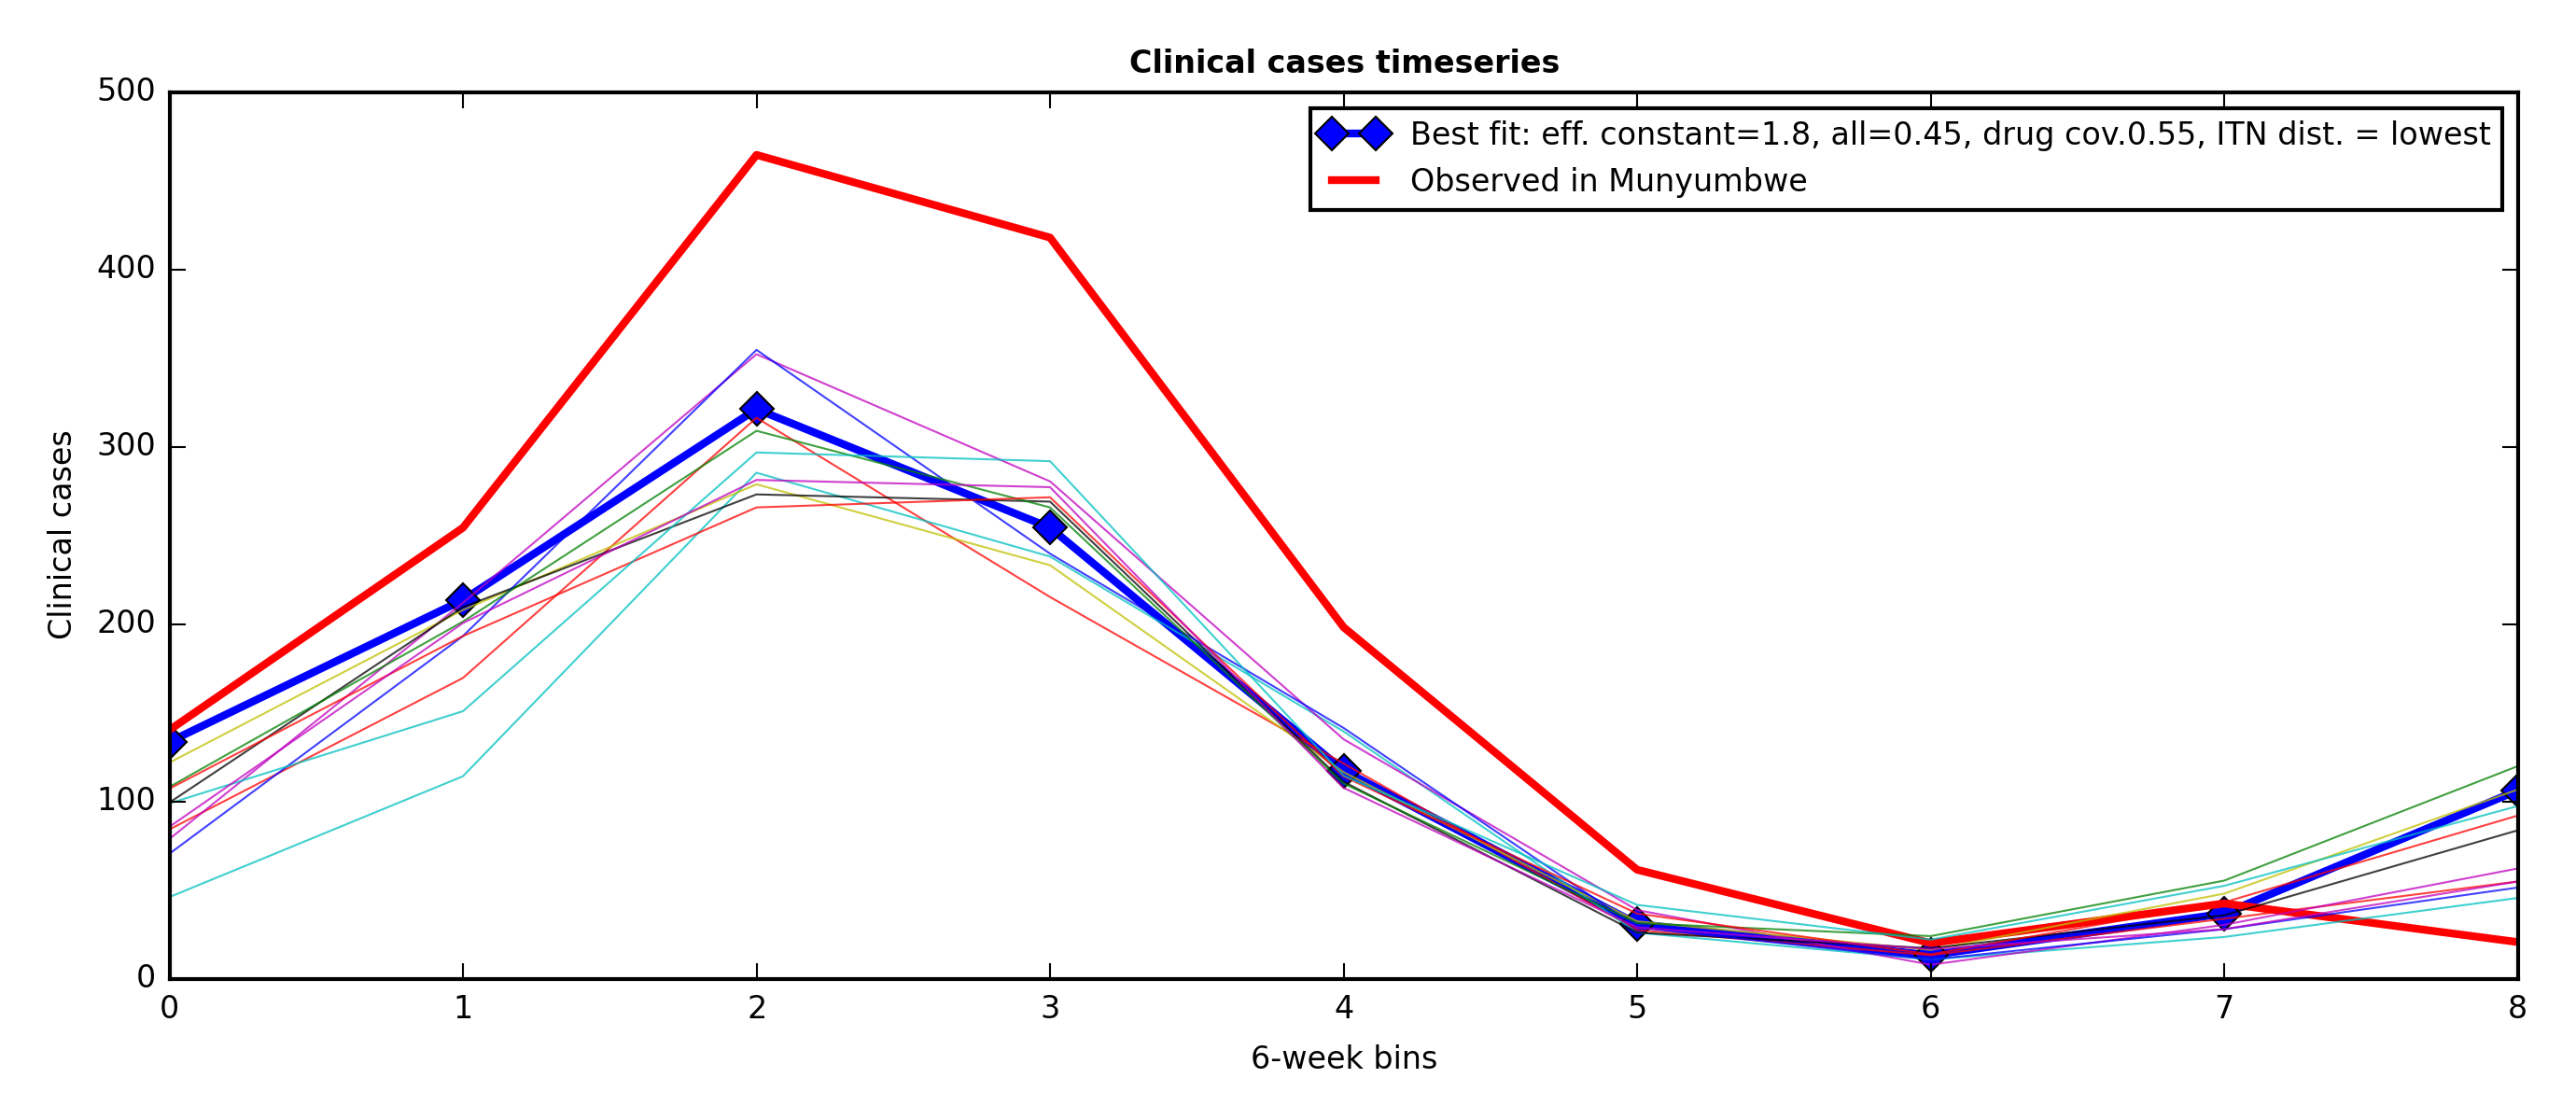 Clinical cases timeseries
500
400
300
200
100
0
Clinical cases
Best fit: eff. constant=1.8, all=0.45, drug cov.0.55, ITN dist. = lowest
Observed in Munyumbwe
0 1 2 3 4 5 6 7 8
6-week bins